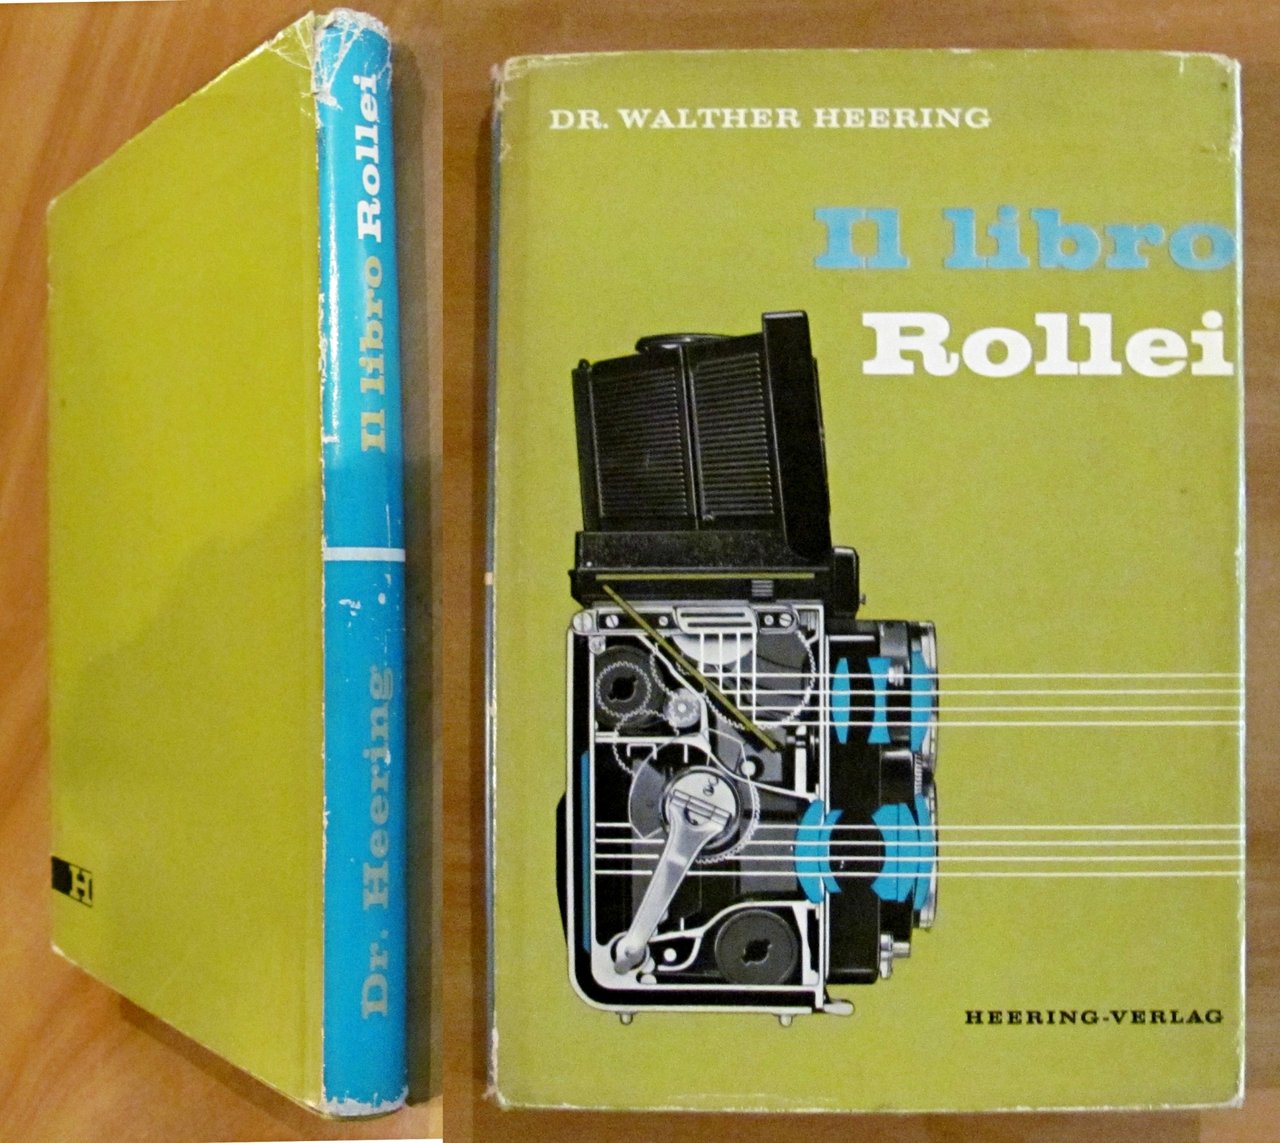 Dr. Heering Il libro Rollei
H
DR. WALTHER HEERING
Il libro
Rollei
HEERING-VERLAG